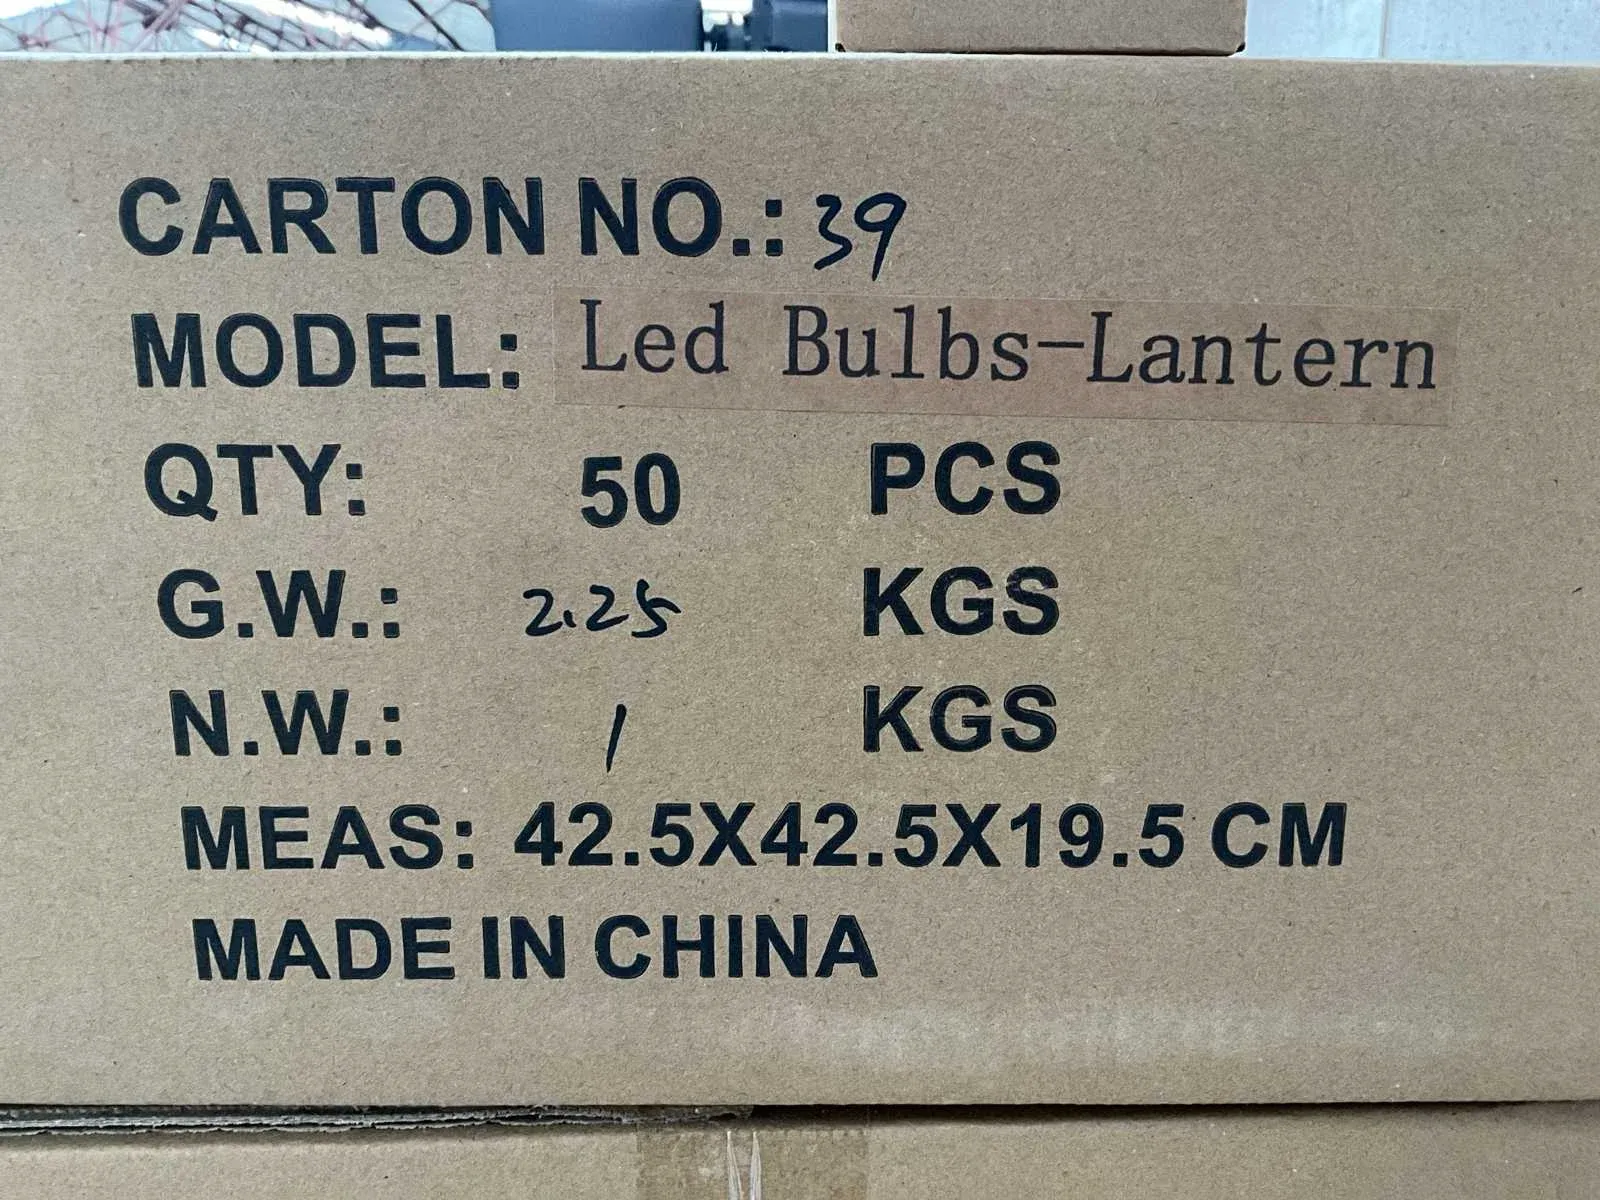 CARTON NO.: 39
MODEL: Led Bulbs-Lantern
QTY: 50 PCS
G.W.: 2.25 KGS
N.W.: 1 KGS
MEAS: 42.5X42.5X19.5 CM
MADE IN CHINA